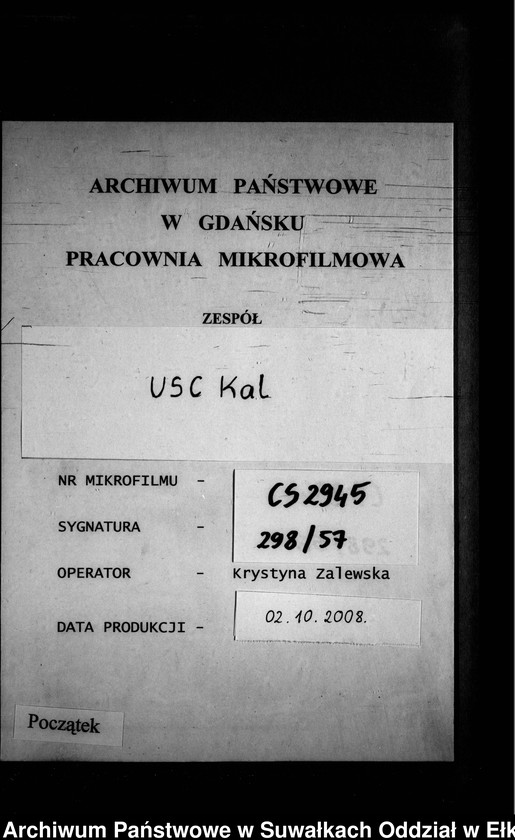 ARCHIWUM PAŃSTWOWE
W GDAŃSKU
PRACOWNIA MIKROFILMOWA
ZESPÓŁ
USC Kal
NR MIKROFILMU - CS2945
SYGNATURA - 298/57
OPERATOR - Krystyna Zalewska
DATA PRODUKCJI - 02.10.2008.
Początek
Archiwum Państwowe w Suwałkach Oddział w Ełk